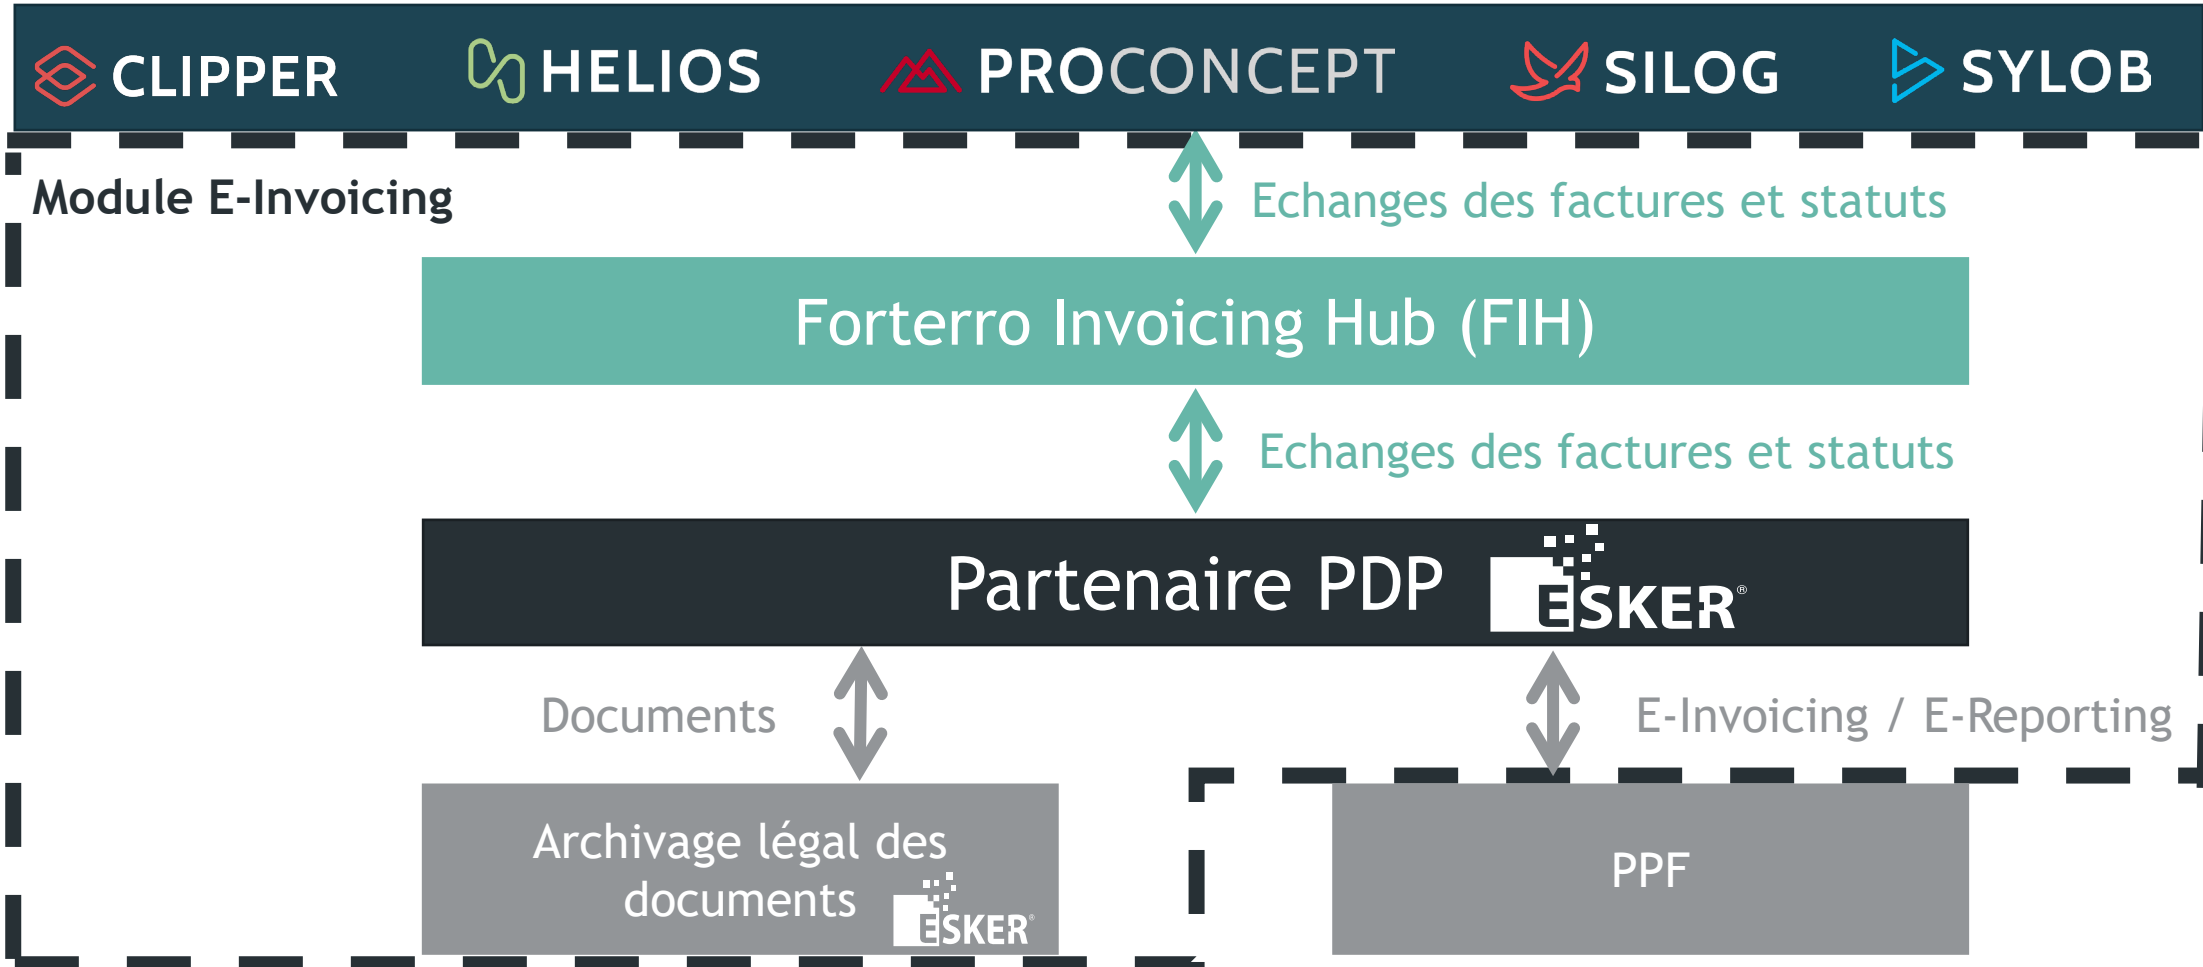 CLIPPER HELIOS PROCONCEPT SILOG SYLOB
Module E-Invoicing
Echanges des factures et statuts
Forterro Invoicing Hub (FIH)
Echanges des factures et statuts
Partenaire PDP ESKER®
Documents
E-Invoicing / E-Reporting
Archivage légal des
documents ESKER®
PPF